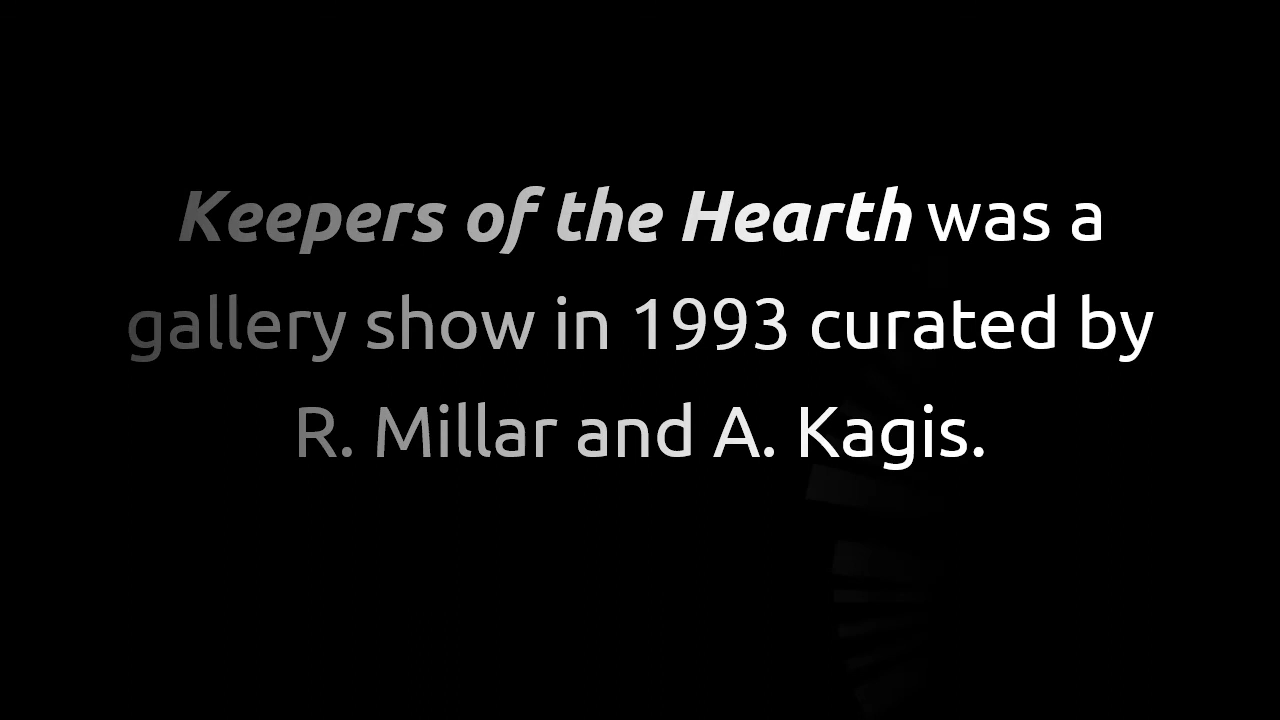 Keepers of the Hearth was a
gallery show in 1993 curated by
R. Millar and A. Kagis.